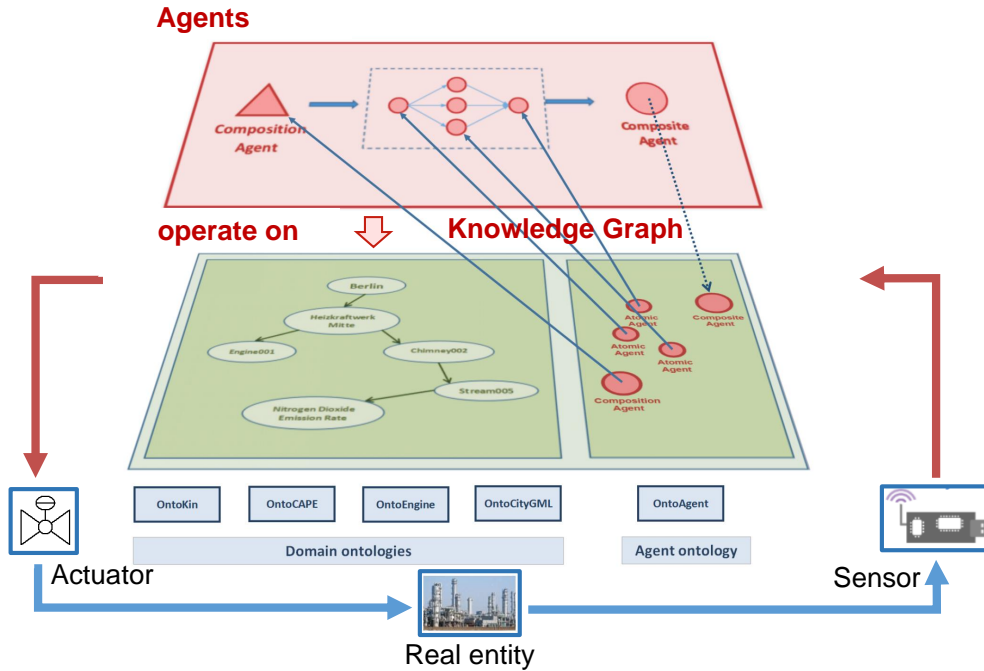 Agents
Composition
Agent
Composite
Agent
operate on
Knowledge Graph
Berlin
Heizkraftwerk
Mitte
Engine001
Chimney002
Stream005
Nitrogen Dioxide
Emission Rate
Atomic
Agent
Composite
Agent
Atomic
Agent
Atomic
Agent
Composition
Agent
OntoKin
OntoCAPE
OntoEngine
OntoCityGML
OntoAgent
Domain ontologies
Agent ontology
Actuator
Sensor
Real entity